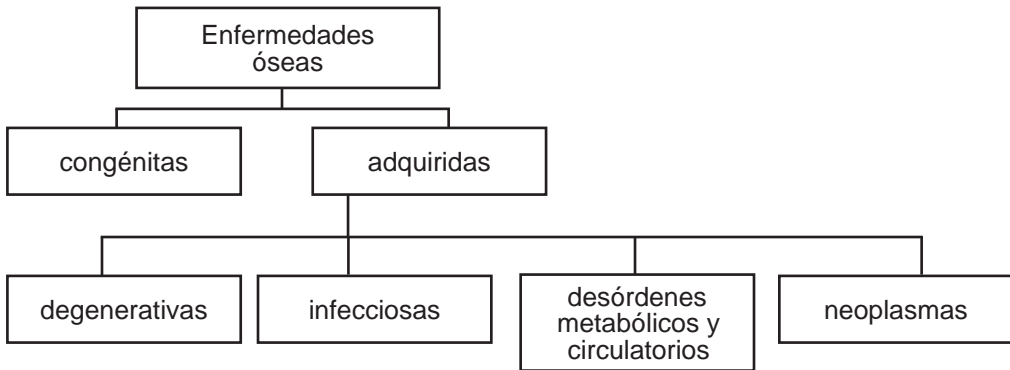 Enfermedades
óseas
congénitas
adquiridas
degenerativas
infecciosas
desórdenes
metabólicos y
circulatorios
neoplasmas